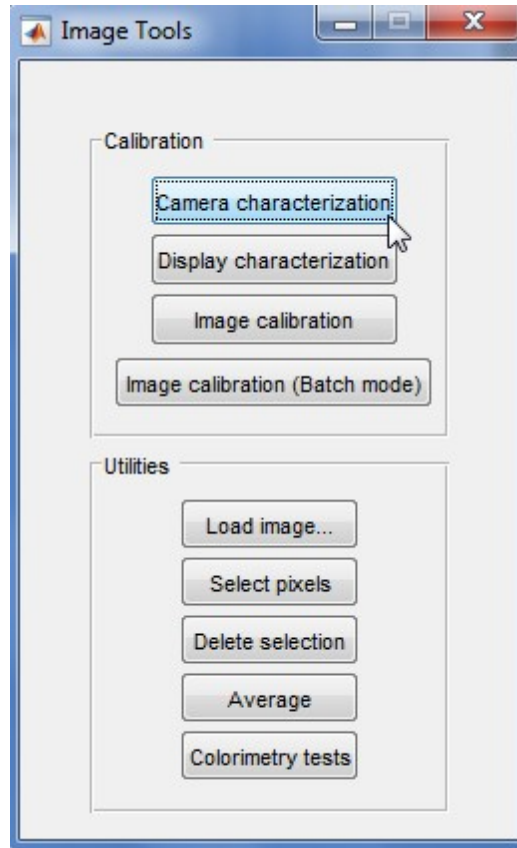 Image Tools
Calibration
Camera characterization
Display characterization
Image calibration
Image calibration (Batch mode)
Utilities
Load image...
Select pixels
Delete selection
Average
Colorimetry tests